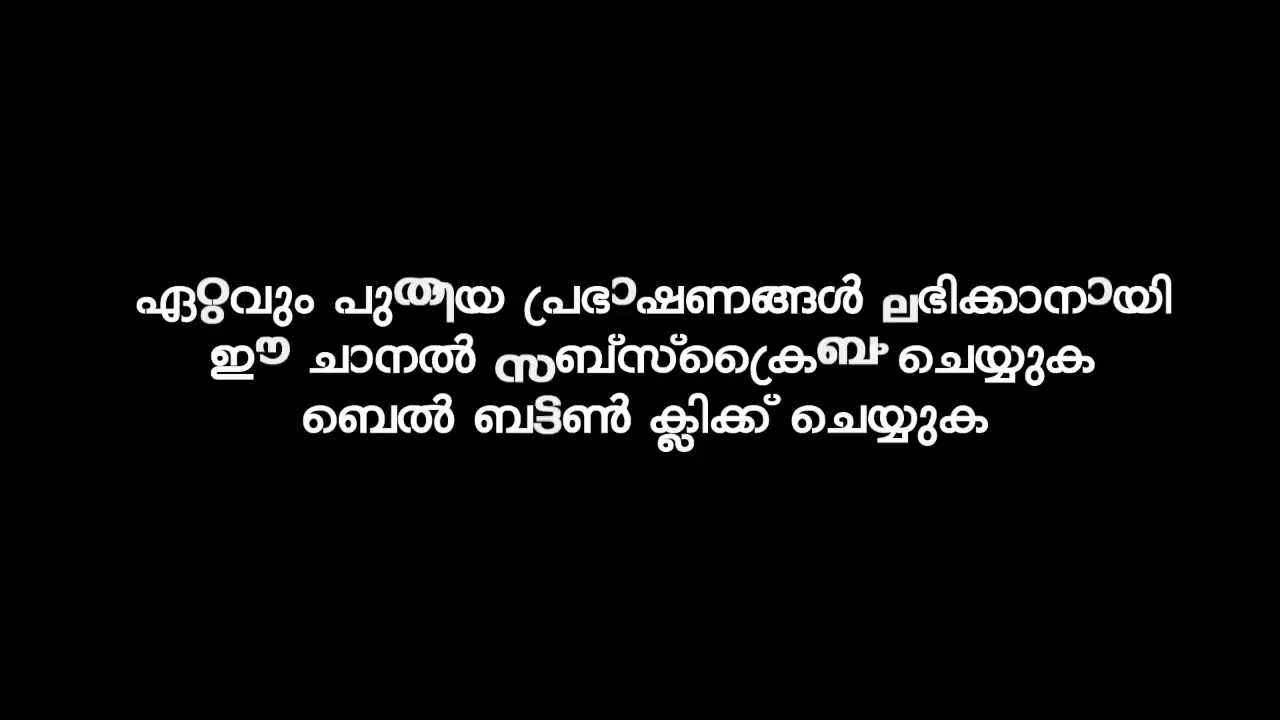 ഏറ്റവും പുതിയ പ്രഭാഷണങ്ങൾ ലഭിക്കാനായി
ഈ ചാനൽ സബ്സ്ക്രൈബ് ചെയ്യുക
ബെൽ ബട്ടൺ ക്ലിക്ക് ചെയ്യുക